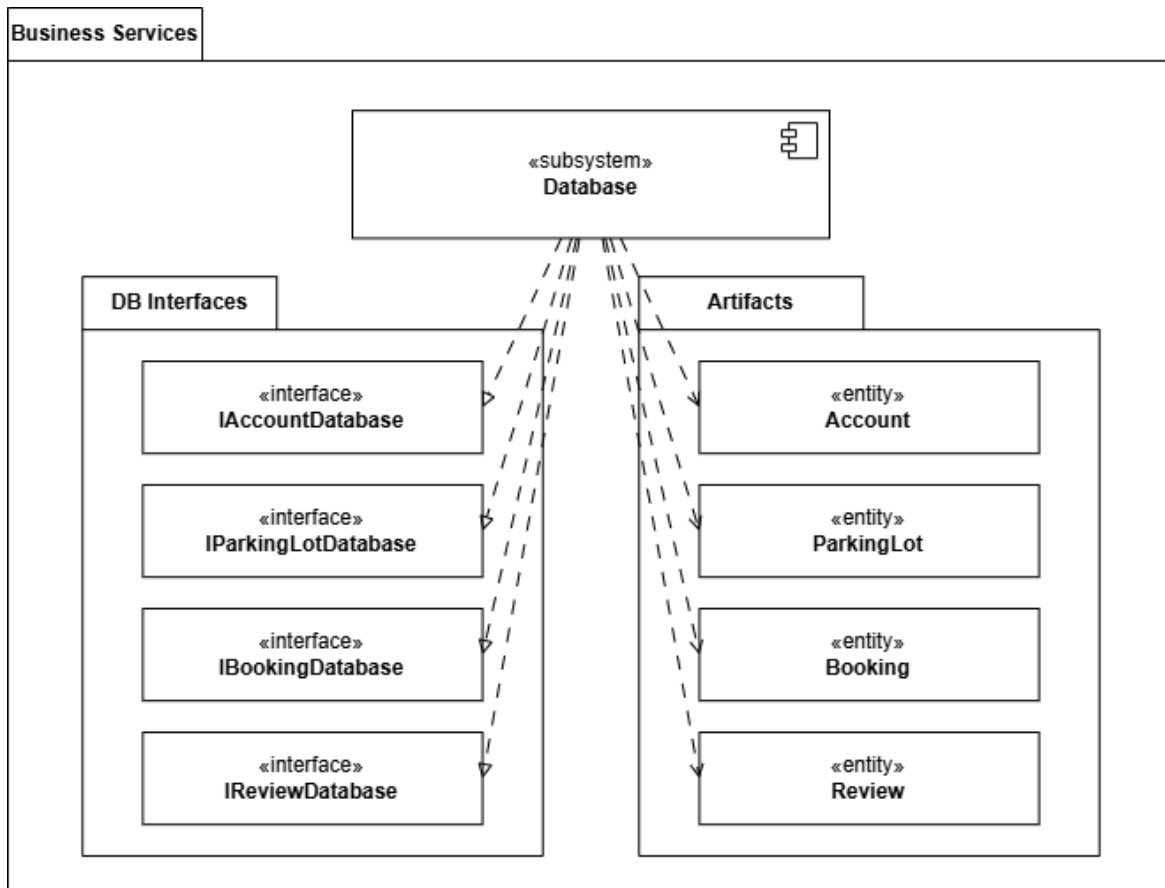 Business Services
«subsystem»
Database
DB Interfaces
«interface»
IAccountDatabase
«interface»
IParkingLotDatabase
«interface»
IBookingDatabase
«interface»
IReviewDatabase
Artifacts
«entity»
Account
«entity»
ParkingLot
«entity»
Booking
«entity»
Review